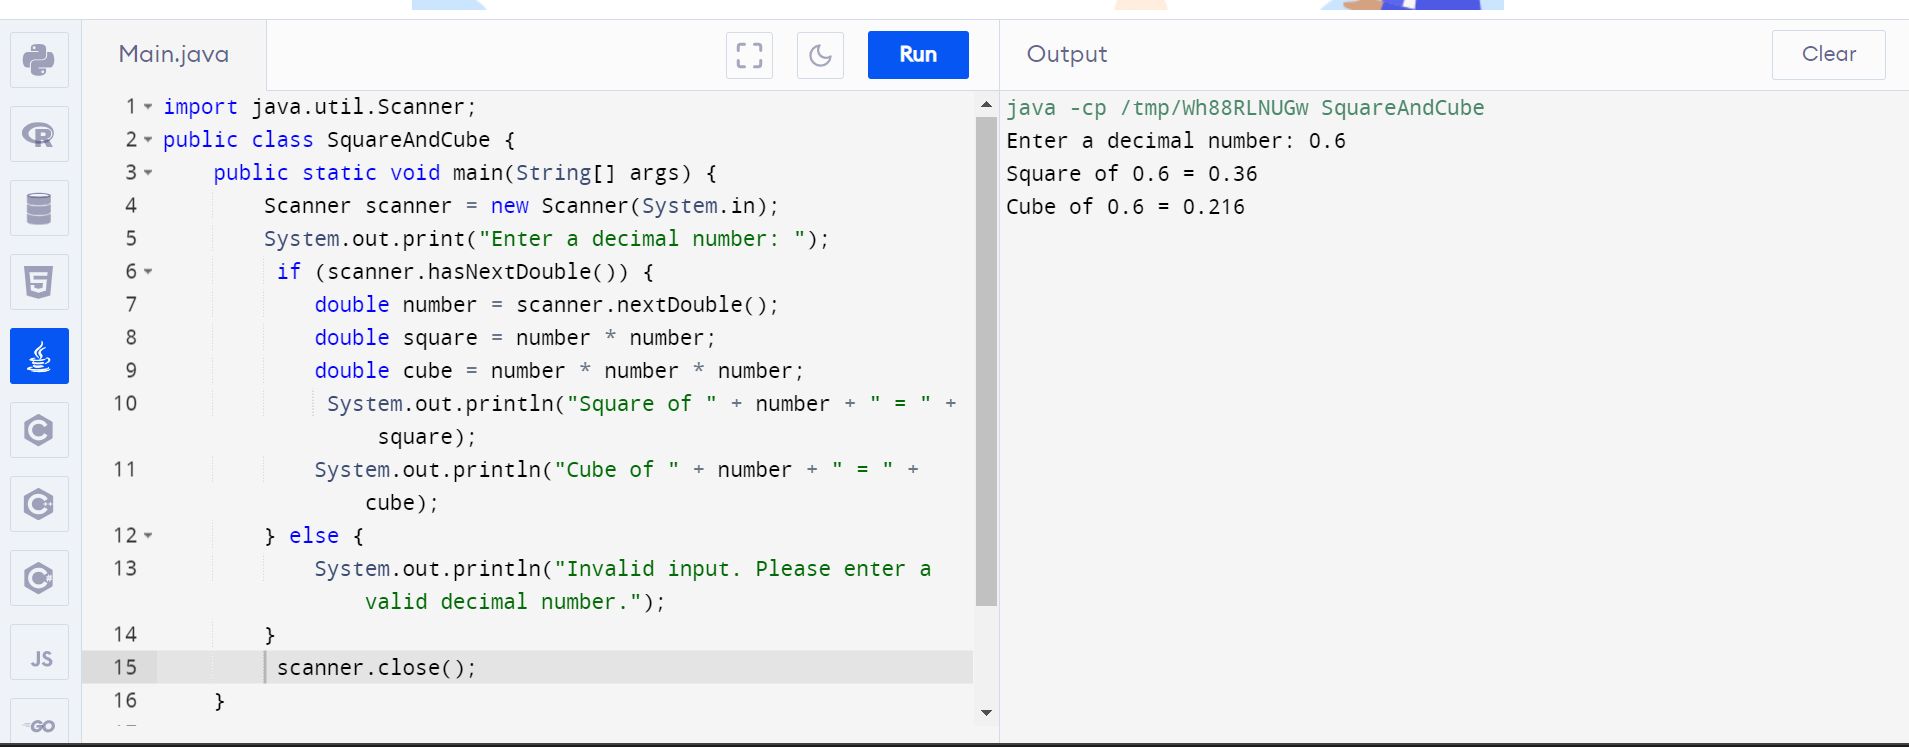 Main.java
Run
Output
Clear
1 import java.util.Scanner;
2 public class SquareAndCube {
3 public static void main(String[] args) {
4 Scanner scanner = new Scanner(System.in);
5 System.out.print("Enter a decimal number: ");
6 if (scanner.hasNextDouble()) {
7 double number = scanner.nextDouble();
8 double square = number * number;
9 double cube = number * number * number;
10 System.out.println("Square of " + number + " = " +
square);
11 System.out.println("Cube of " + number + " = " +
cube);
12 } else {
13 System.out.println("Invalid input. Please enter a
valid decimal number.");
14 }
15 scanner.close();
16 }
java -cp /tmp/Wh88RLNUGw SquareAndCube
Enter a decimal number: 0.6
Square of 0.6 = 0.36
Cube of 0.6 = 0.216
R
5
C
C++
C#
JS
GO